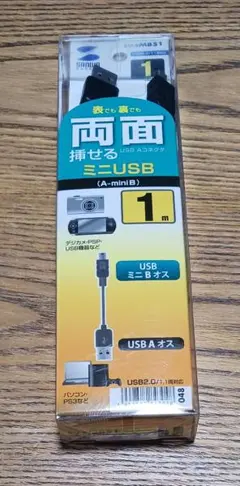 SANWA
1m
表でも裏でも
両面
挿せる USB Aコネクタ
ミニUSB
(A-miniB)
1m
デジカメ・PSP
USB機器など
USB
ミニBオス
USB Aオス
パソコン・
PS3など
USB2.0/1.1両対応
048